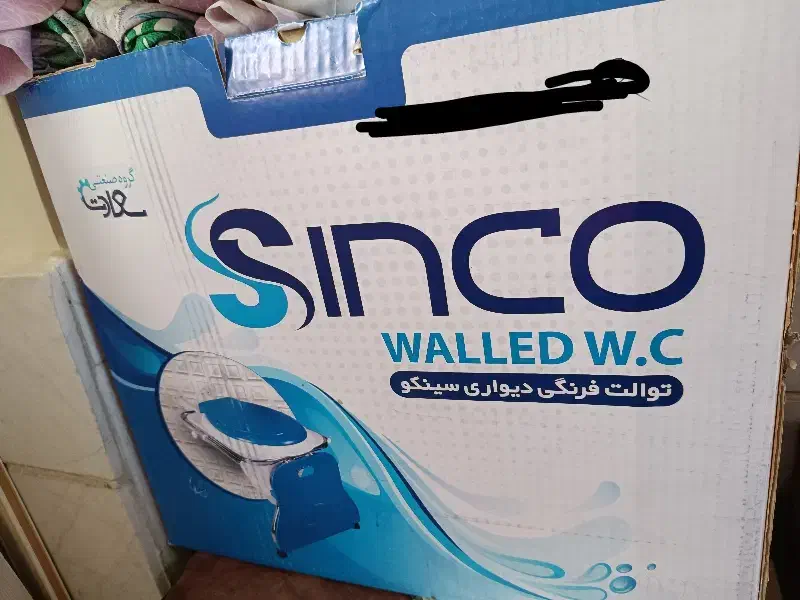 گروه صنعتی
سعادت
SINCO
WALLED W.C
توالت فرنگی دیواری سینکو